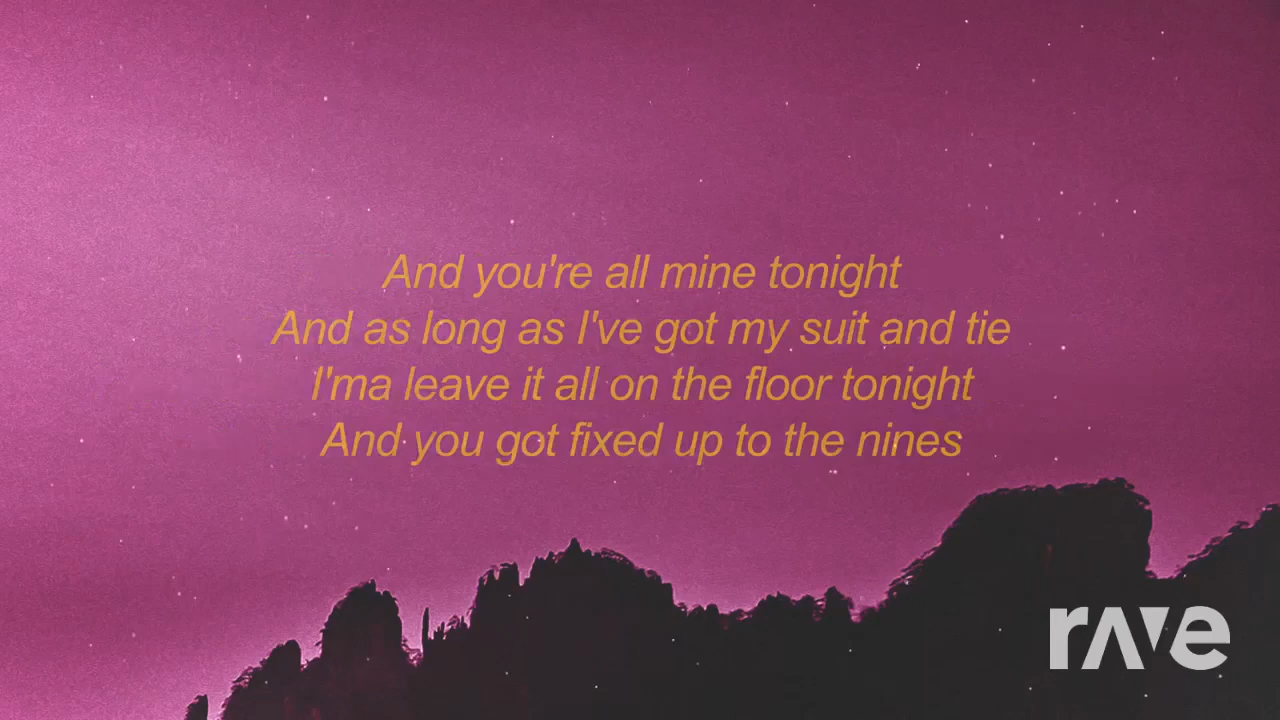 And you're all mine tonight
And as long as I've got my suit and tie
I'ma leave it all on the floor tonight
And you got fixed up to the nines
rave